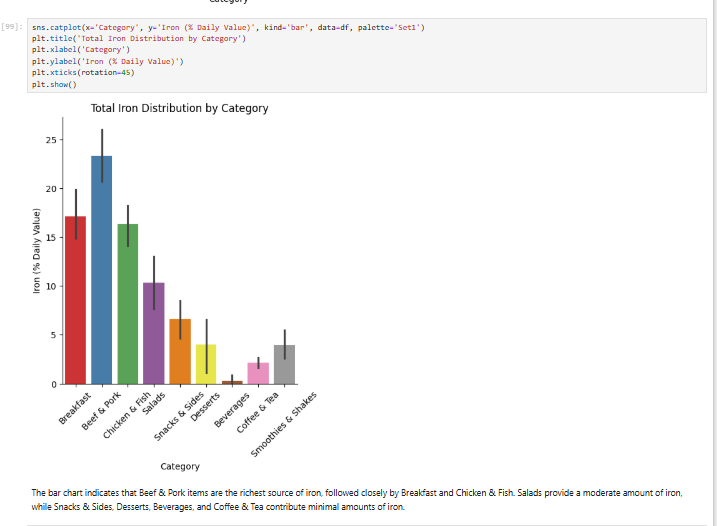 Category
[99]:
sns.catplot(x='Category', y='Iron (% Daily Value)', kind='bar', data=df, palette='Set1')
plt.title('Total Iron Distribution by Category')
plt.xlabel('Category')
plt.ylabel('Iron (% Daily Value)')
plt.xticks(rotation=45)
plt.show()
Total Iron Distribution by Category
25
20
15
10
5
0
Iron (% Daily Value)
Breakfast
Beef & Pork
Chicken & Fish
Salads
Snacks & Sides
Desserts
Beverages
Coffee & Tea
Smoothies & Shakes
Category
The bar chart indicates that Beef & Pork items are the richest source of iron, followed closely by Breakfast and Chicken & Fish. Salads provide a moderate amount of iron,
while Snacks & Sides, Desserts, Beverages, and Coffee & Tea contribute minimal amounts of iron.